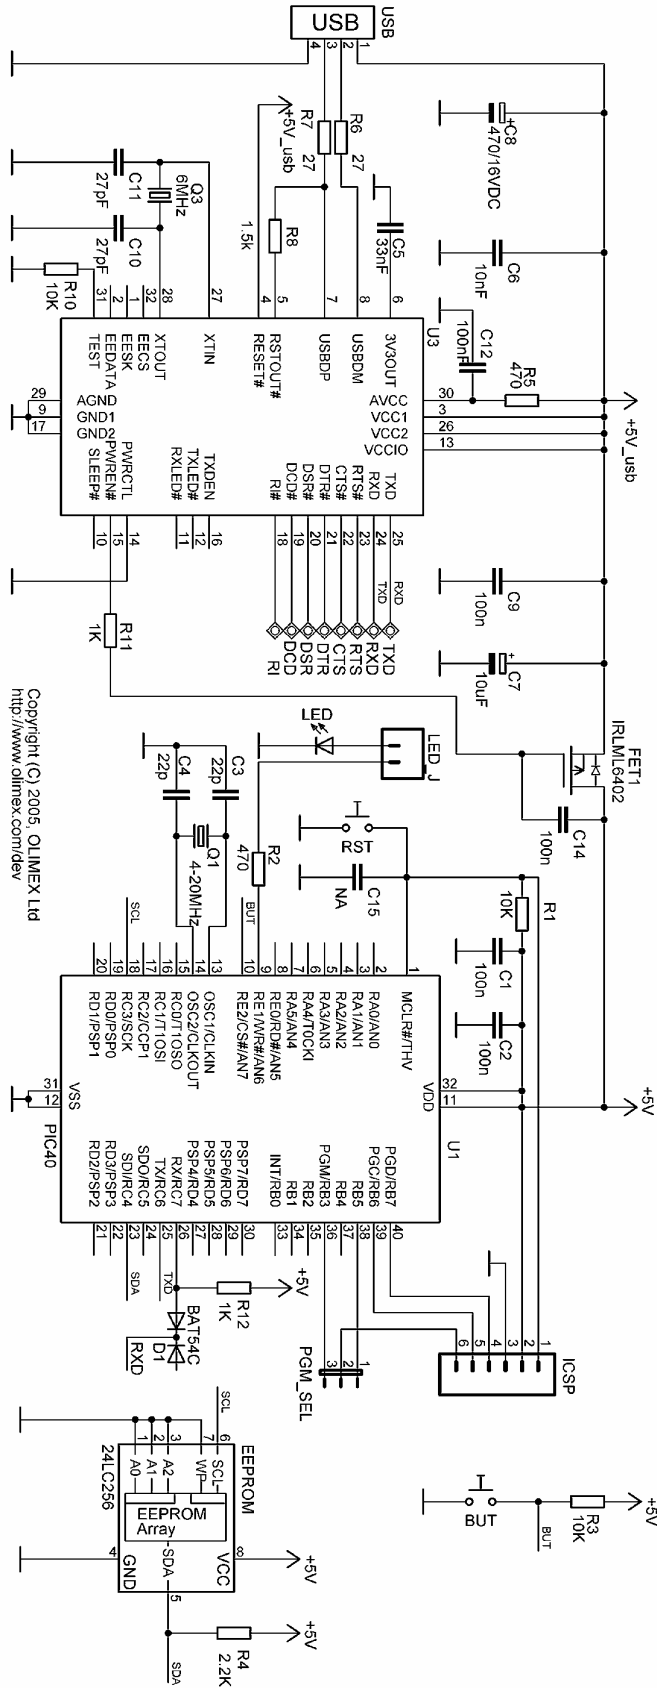 USB
USB
4
3
2
1
C8
+
470/16VDC
R7
27
R6
27
+5V_usb
Q3
6MHz
C11
27pF
C10
27pF
R8
1.5k
C5
33nF
C6
10nF
C12
100nF
R5
470
R10
10K
+5V_usb
U3
31
2
1
32
28
27
4
5
7
8
6
TEST
EEDATA
EESK
EECS
XTOUT
XTIN
RESET#
RSTOUT#
USBDP
USBDM
3V3OUT
29
9
17
AGND
GND1
GND2
AVCC
VCC1
VCC2
VCCIO
30
3
26
13
SLEEP#
PWREN#
PWRCTL
RXLED#
TXLED#
TXDEN
RI#
DCD#
DSR#
DTR#
CTS#
RTS#
RXD
TXD
10
15
14
11
12
16
18
19
20
21
22
23
24
25
TXD
RXD
RI
DCD
DSR
DTR
CTS
RTS
RXD
TXD
R11
1K
C9
100n
C7
+
10uF
FET1
IRLML6402
C14
100n
LED
LED_J
C4
22p
C3
22p
Q1
4-20MHz
R2
470
RST
C15
NA
R1
10K
C1
100n
C2
100n
+5V
SCL
BUT
20
19
18
17
16
15
14
13
10
9
8
7
6
5
4
3
2
1
RD1/PSP1
RD0/PSP0
RC3/SCK
RC2/CCP1
RC1/T1OSI
RC0/T1OSO
OSC2/CLKOUT
OSC1/CLKIN
RE2/CS#/AN7
RE1/WR#/AN6
RE0/RD#/AN5
RA5/AN4
RA4/T0CKI
RA3/AN3
RA2/AN2
RA1/AN1
RA0/AN0
MCLR#/THV
31
12
VSS
VDD
32
11
PIC40
U1
RD2/PSP2
RD3/PSP3
SDI/RC4
SDO/RC5
TX/RC6
RX/RC7
PSP4/RD4
PSP5/RD5
PSP6/RD6
PSP7/RD7
INT/RB0
RB1
RB2
PGM/RB3
RB4
RB5
PGC/RB6
PGD/RB7
21
22
23
24
25
26
27
28
29
30
33
34
35
36
37
38
39
40
SDA
TXD
R12
1K
+5V
BAT54C
D1
RXD
PGM_SEL
3
2
1
ICSP
6
5
4
3
2
1
Copyright (C) 2005, OLIMEX Ltd
http://www.olimex.com/dev
EEPROM
24LC256
SCL
1
2
3
7
6
A0
A1
A2
WP
SCL
EEPROM
Array
SDA
4
GND
VCC
8
5
+5V
R4
2.2K
+5V
SDA
BUT
BUT
R3
10K
+5V